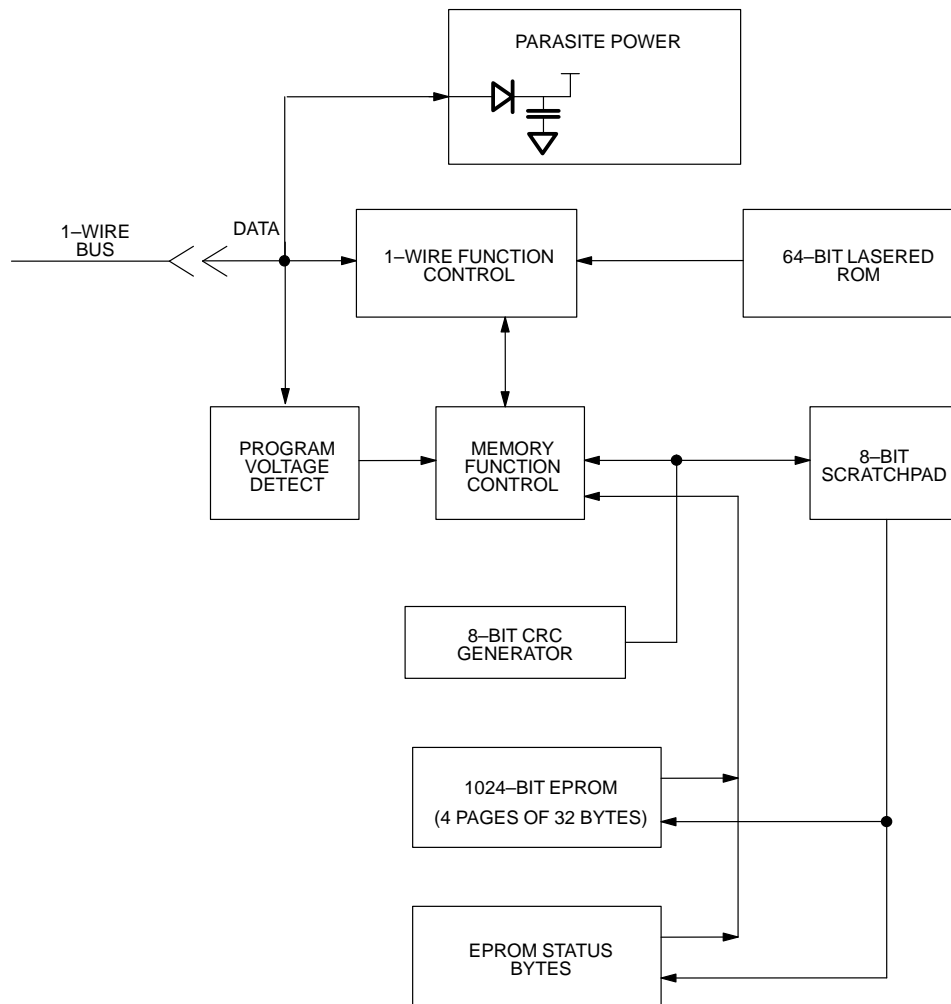 PARASITE POWER
1–WIRE
BUS
DATA
1–WIRE FUNCTION
CONTROL
64–BIT LASERED
ROM
PROGRAM
VOLTAGE
DETECT
MEMORY
FUNCTION
CONTROL
8–BIT
SCRATCHPAD
8–BIT CRC
GENERATOR
1024–BIT EPROM
(4 PAGES OF 32 BYTES)
EPROM STATUS
BYTES